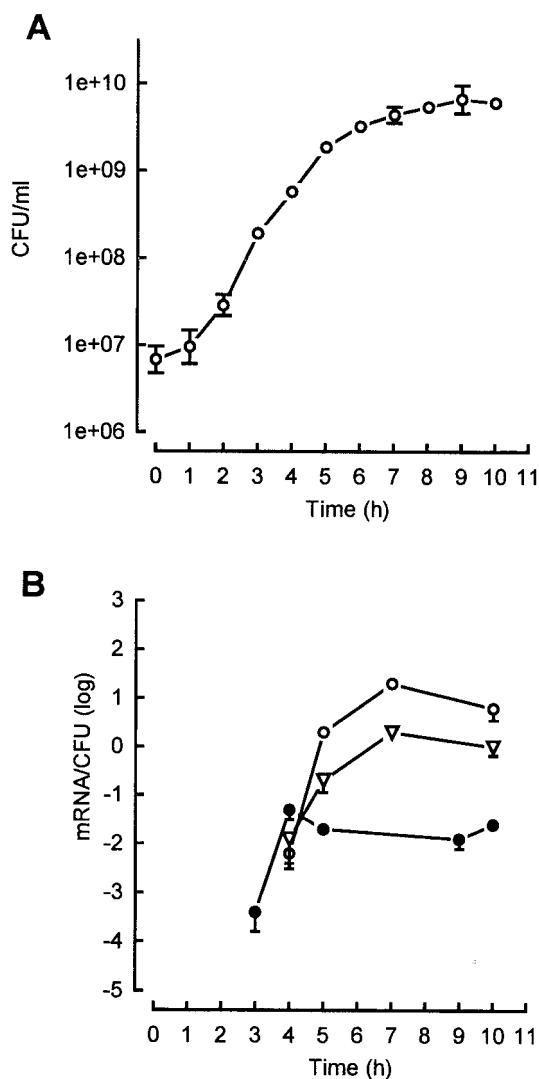 A
CFU/ml
1e+10
1e+09
1e+08
1e+07
1e+06
0 1 2 3 4 5 6 7 8 9 10 11
Time (h)
B
mRNA/CFU (log)
3
2
1
0
-1
-2
-3
-4
-5
0 1 2 3 4 5 6 7 8 9 10 11
Time (h)